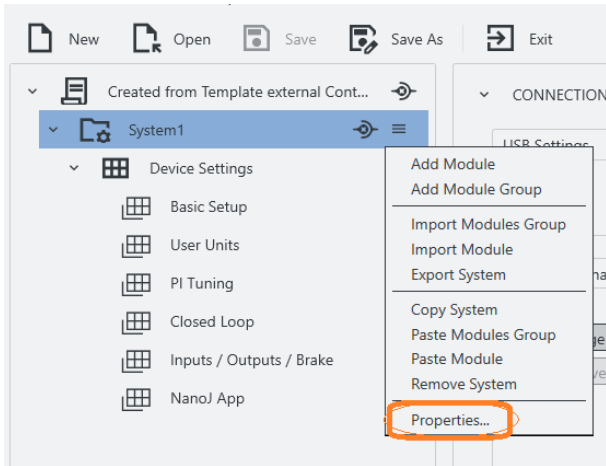 New Open Save Save As Exit
Created from Template external Cont...
CONNECTION
System1
USB Settings
Device Settings
Basic Setup
User Units
PI Tuning
Closed Loop
Inputs / Outputs / Brake
NanoJ App
Add Module
Add Module Group
Import Modules Group
Import Module
Export System
Copy System
Paste Modules Group
Paste Module
Remove System
Properties...